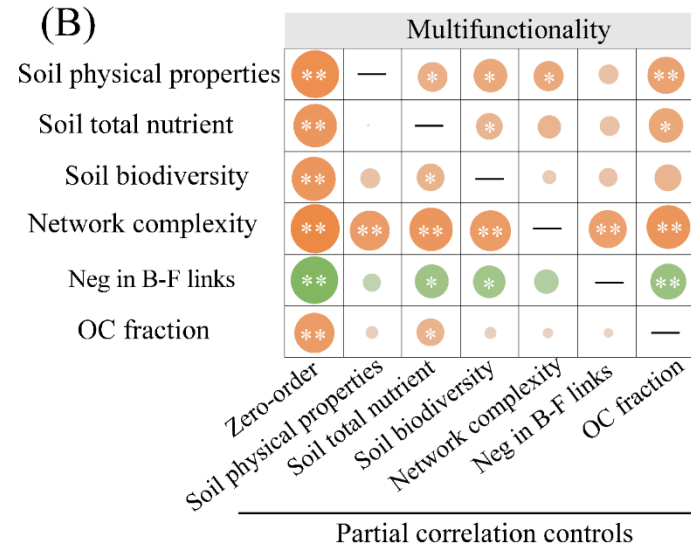 (B)
Multifunctionality
Soil physical properties ** — * * * **
Soil total nutrient ** — * *
Soil biodiversity ** * —
Network complexity ** ** ** ** — ** **
Neg in B-F links ** * * — **
OC fraction ** * —
Zero-order
Soil physical properties
Soil total nutrient
Soil biodiversity
Network complexity
Neg in B-F links
OC fraction
Partial correlation controls